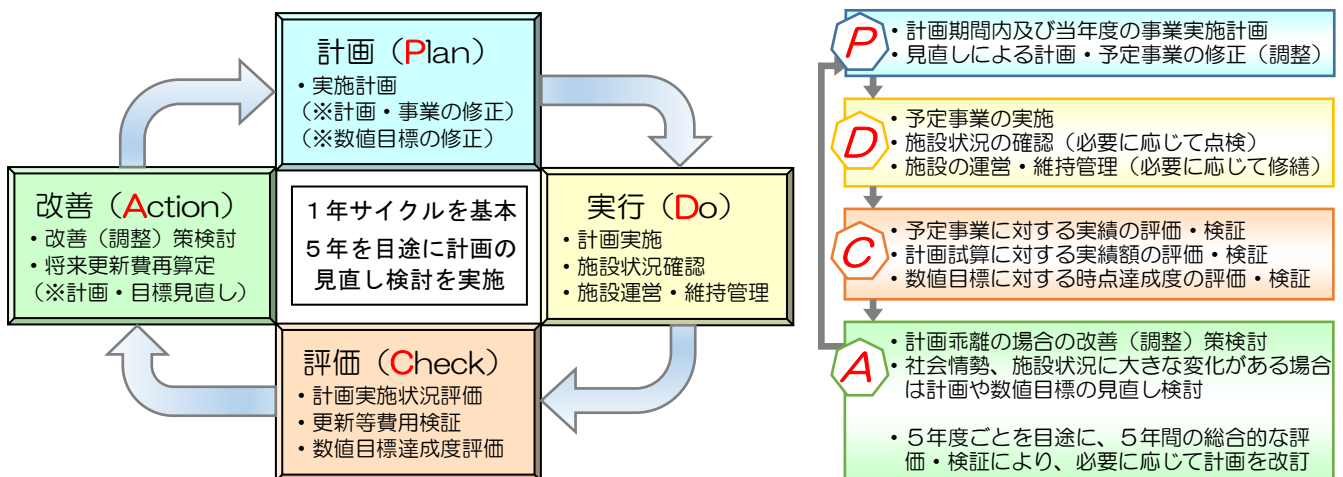 計画（Plan）
・実施計画
（※計画・事業の修正）
（※数値目標の修正）
改善（Action）
・改善（調整）策検討
・将来更新費再算定
（※計画・目標見直し）
１年サイクルを基本
５年を目途に計画の
見直し検討を実施
実行（Do）
・計画実施
・施設状況確認
・施設運営・維持管理
評価（Check）
・計画実施状況評価
・更新等費用検証
・数値目標達成度評価
P
・計画期間内及び当年度の事業実施計画
・見直しによる計画・予定事業の修正（調整）
D
・予定事業の実施
・施設状況の確認（必要に応じて点検）
・施設の運営・維持管理（必要に応じて修繕）
C
・予定事業に対する実績の評価・検証
・計画試算に対する実績額の評価・検証
・数値目標に対する時点達成度の評価・検証
A
・計画乖離の場合の改善（調整）策検討
・社会情勢、施設状況に大きな変化がある場合
は計画や数値目標の見直し検討
・５年度ごとを目途に、５年間の総合的な評
価・検証により、必要に応じて計画を改訂